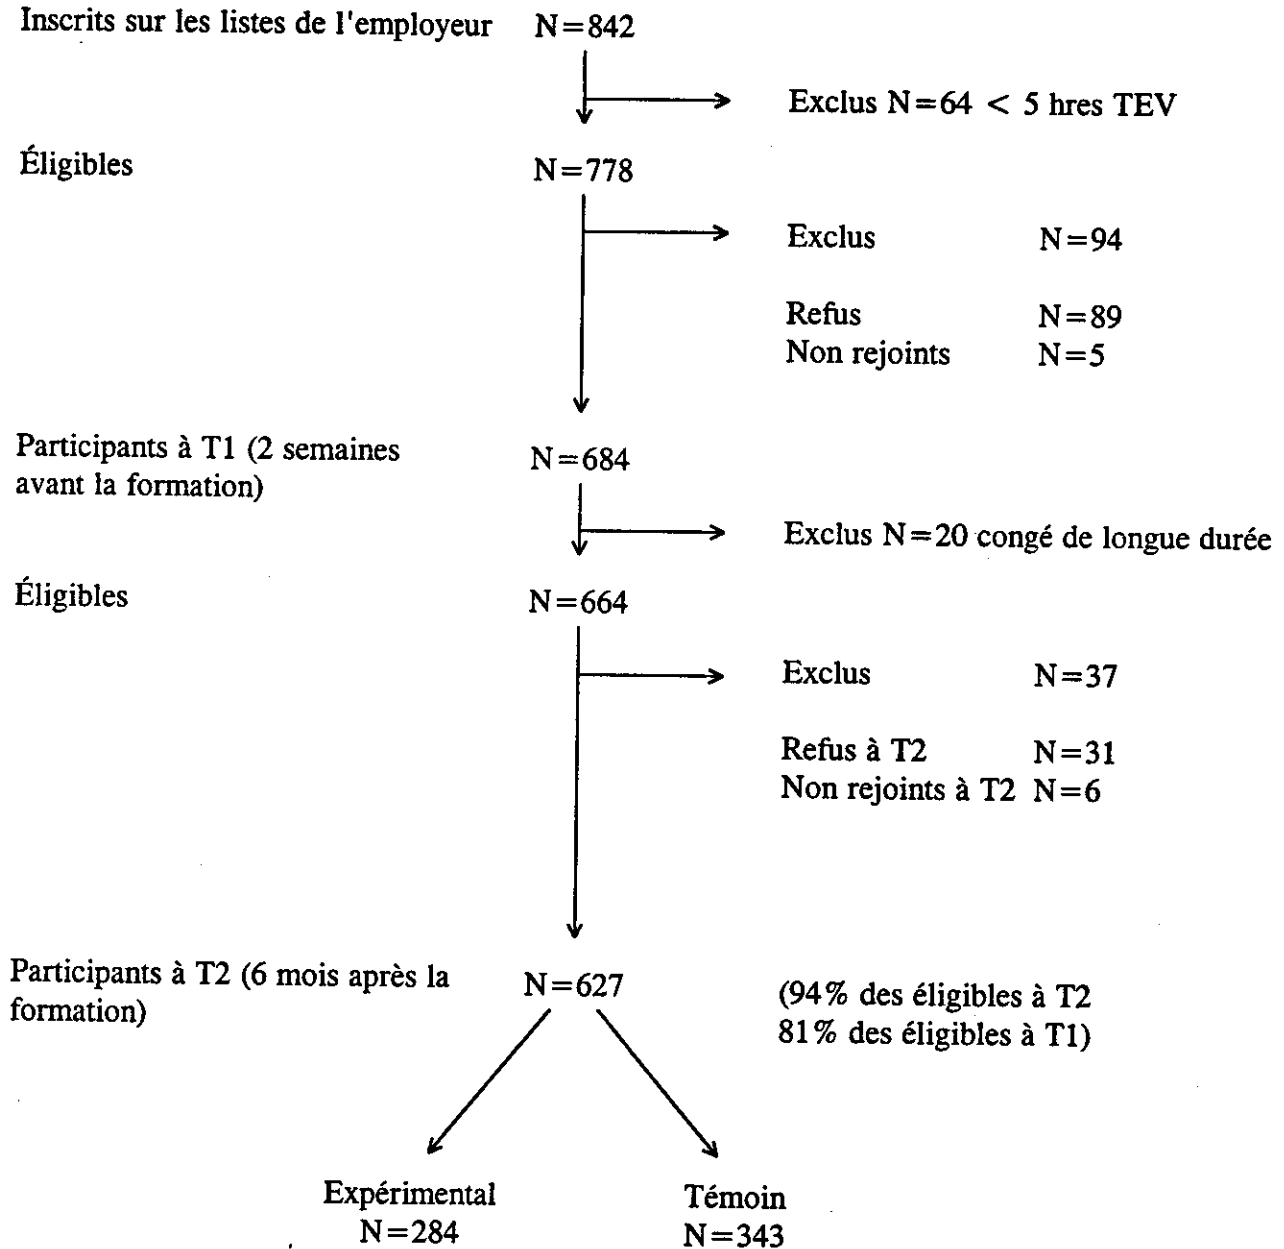 Inscrits sur les listes de l'employeur N=842
Exclus N=64 < 5 hres TEV
Éligibles N=778
Exclus N=94
Refus N=89
Non rejoints N=5
Participants à T1 (2 semaines
avant la formation) N=684
Exclus N=20 congé de longue durée
Éligibles N=664
Exclus N=37
Refus à T2 N=31
Non rejoints à T2 N=6
Participants à T2 (6 mois après la
formation) N=627
(94% des éligibles à T2
81% des éligibles à T1)
Expérimental Témoin
N=284 N=343